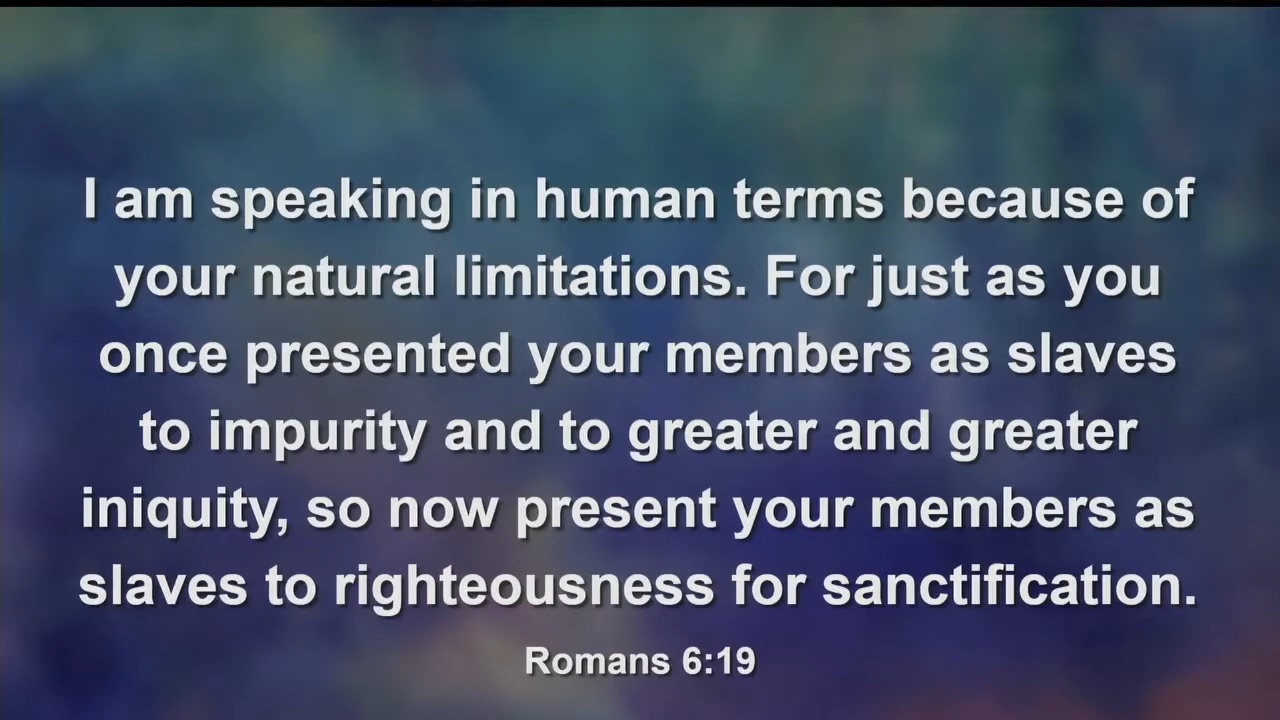 I am speaking in human terms because of
your natural limitations. For just as you
once presented your members as slaves
to impurity and to greater and greater
iniquity, so now present your members as
slaves to righteousness for sanctification.
Romans 6:19